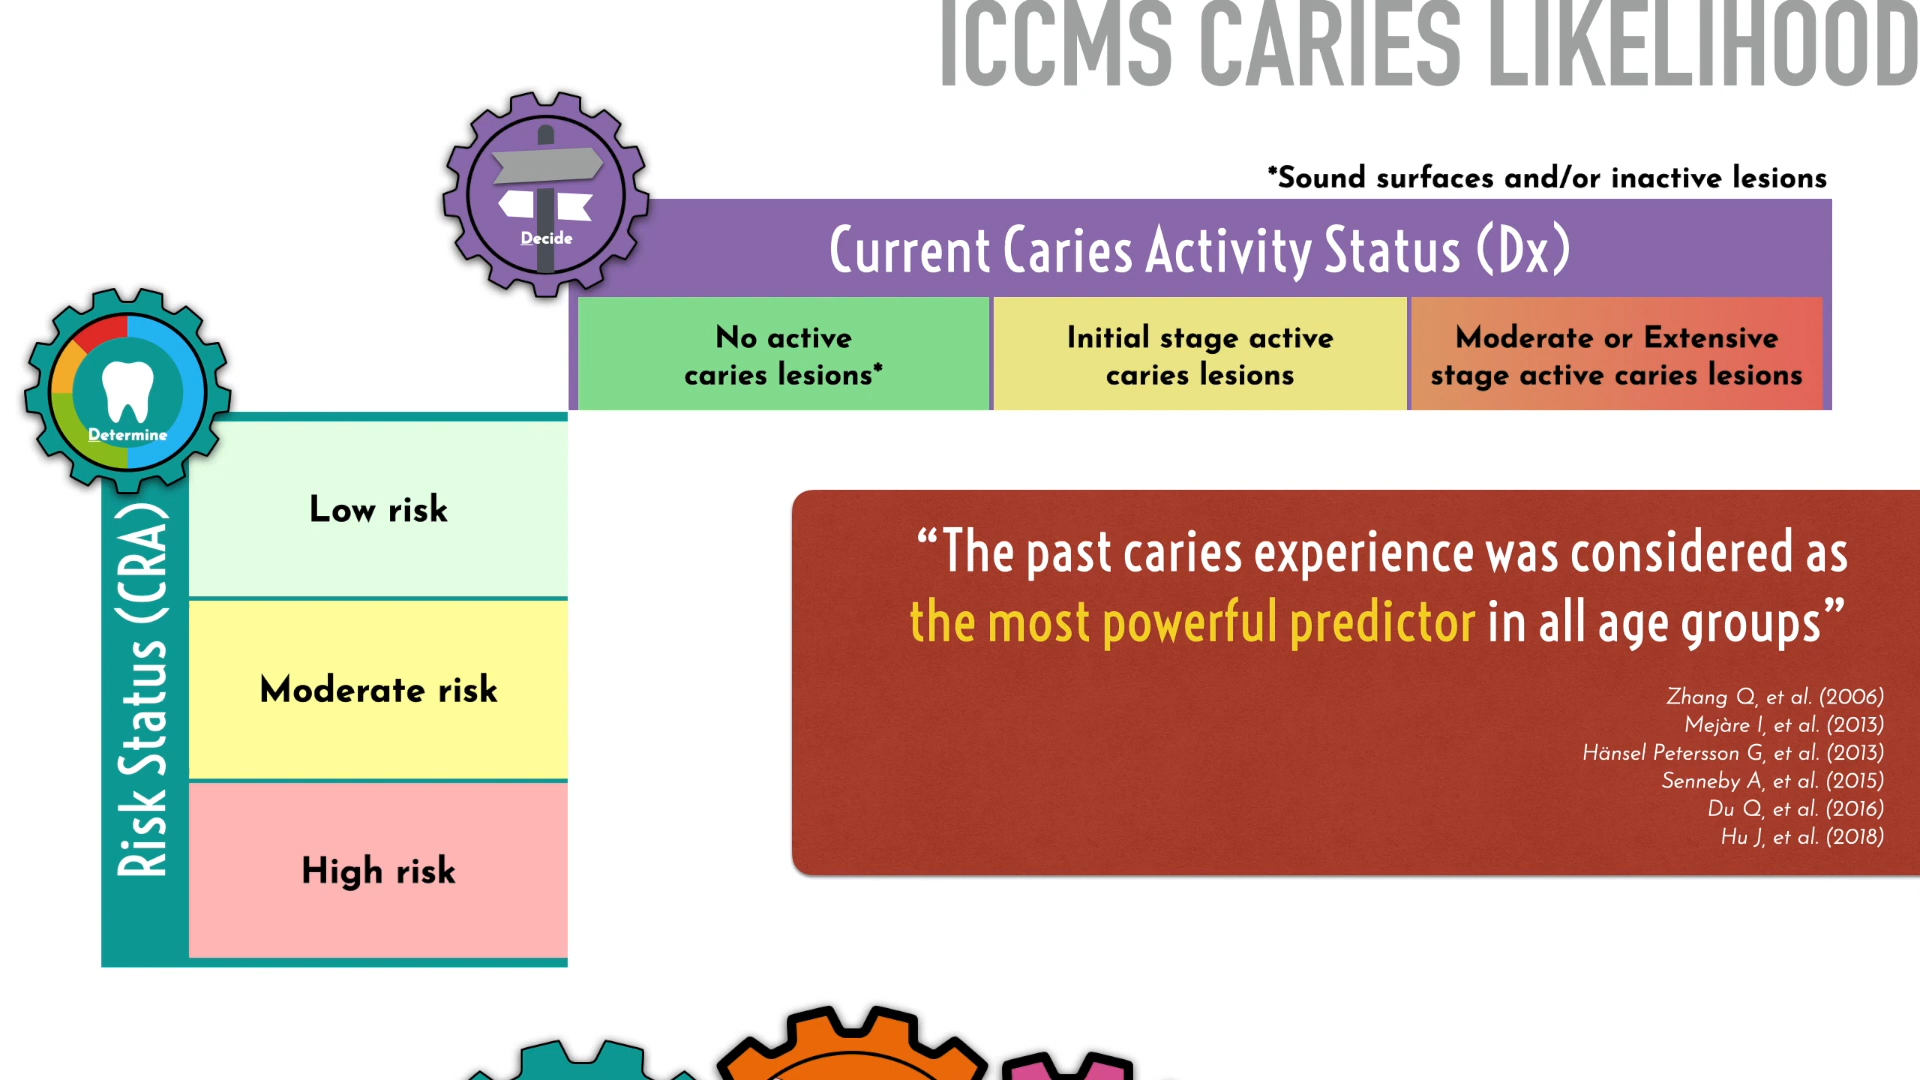 ICCMS CARIES LIKELIHOOD
*Sound surfaces and/or inactive lesions
Decide
Current Caries Activity Status (Dx)
No active
caries lesions*
Initial stage active
caries lesions
Moderate or Extensive
stage active caries lesions
Determine
Risk Status (CRA)
Low risk
Moderate risk
High risk
“The past caries experience was considered as
the most powerful predictor in all age groups”
Zhang Q, et al. (2006)
Mejàre I, et al. (2013)
Hänsel Petersson G, et al. (2013)
Senneby A, et al. (2015)
Du Q, et al. (2016)
Hu J, et al. (2018)